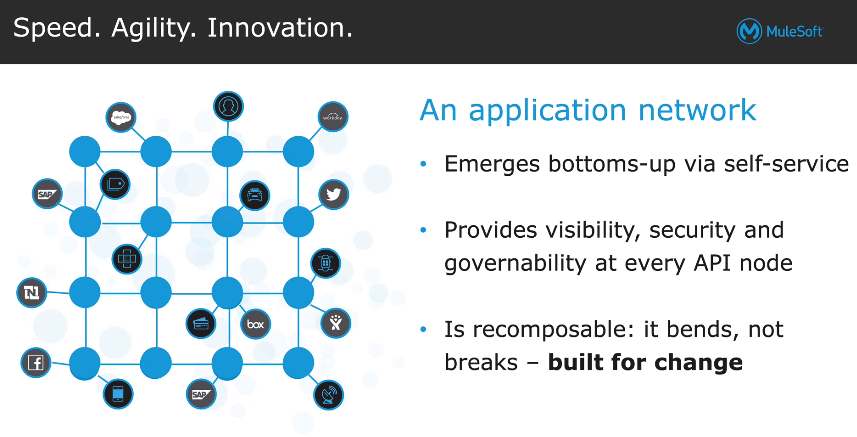 Speed. Agility. Innovation.
MuleSoft
An application network
• Emerges bottoms-up via self-service
• Provides visibility, security and
governability at every API node
• Is recomposable: it bends, not
breaks – built for change
salesforce
workday
SAP
N
box
SAP